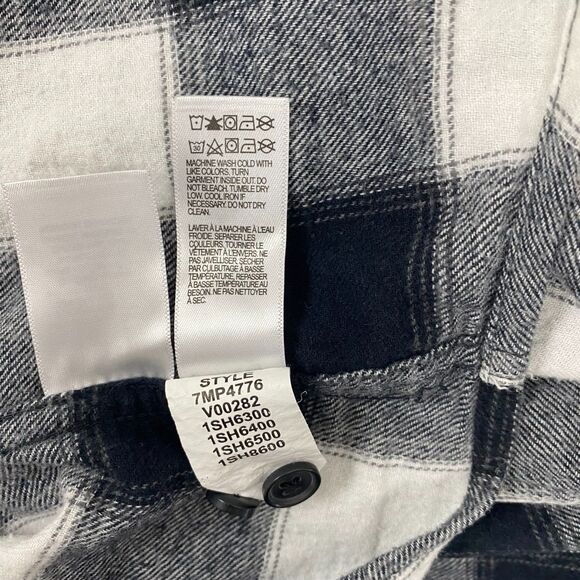 MACHINE WASH COLD WITH
LIKE COLORS. TURN
GARMENT INSIDE OUT. DO
NOT BLEACH. TUMBLE DRY
LOW. COOL IRON IF
NECESSARY. DO NOT DRY
CLEAN.
LAVER À LA MACHINE À L'EAU
FROIDE. SÉPARER LES
COULEURS, TOURNER LE
VÊTEMENT À L'ENVERS. NE
PAS JAVELLISER, SÉCHER
PAR CULBUTAGE À BASSE
TEMPÉRATURE, REPASSER
À BASSE TEMPÉRATURE AU
BESOIN. NE PAS NETTOYER
À SEC.
STYLE
7MP4776
V00282
1SH6300
1SH6400
1SH6500
1SH8600